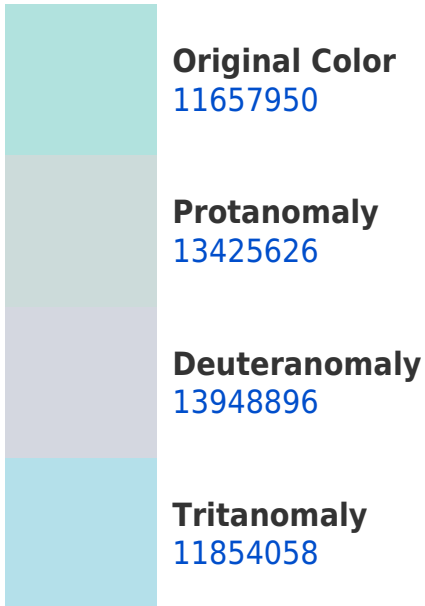 Original Color
11657950
Protanomaly
13425626
Deuteranomaly
13948896
Tritanomaly
11854058